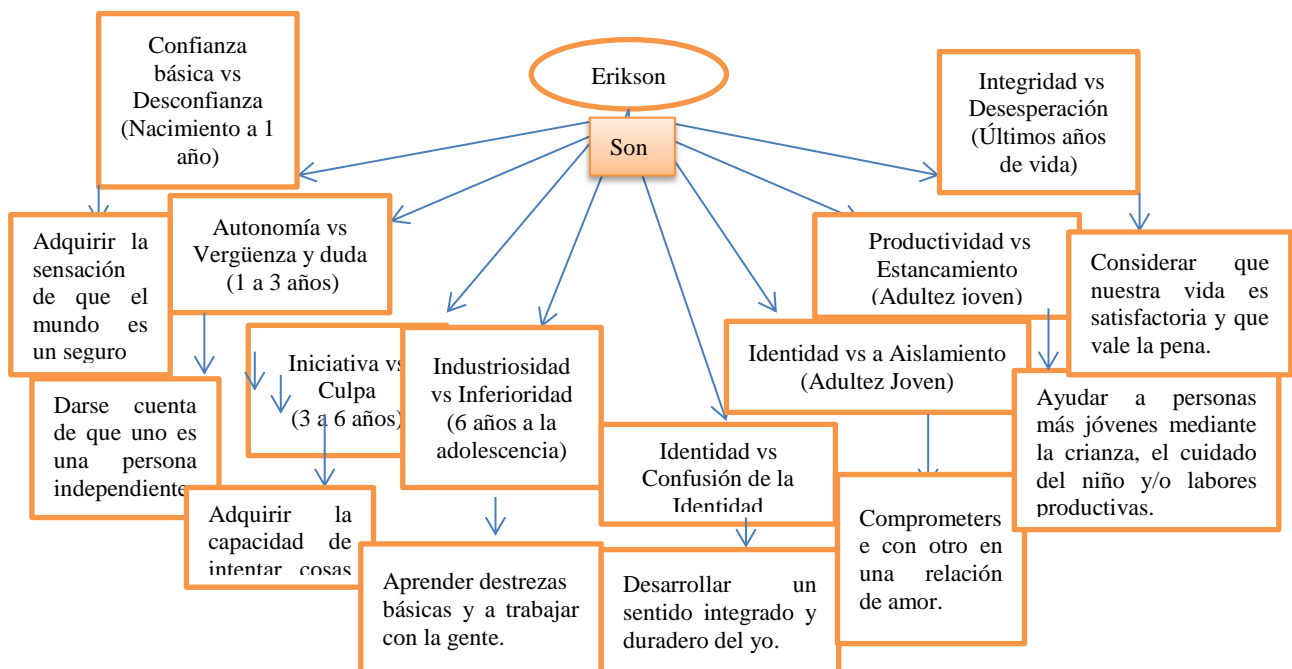 Erikson
Son
Confianza
básica vs
Desconfianza
(Nacimiento a 1
año)
Adquirir la
sensación
de que el
mundo es
un seguro
Autonomía vs
Vergüenza y duda
(1 a 3 años)
Darse cuenta
de que uno es
una persona
independiente
Iniciativa vs
Culpa
(3 a 6 años)
Adquirir la
capacidad de
intentar cosas
Industriosidad
vs Inferioridad
(6 años a la
adolescencia)
Aprender destrezas
básicas y a trabajar
con la gente.
Identidad vs
Confusión de la
Identidad
Desarrollar un
sentido integrado y
duradero del yo.
Identidad vs a Aislamiento
(Adultez Joven)
Comprometers
e con otro en
una relación
de amor.
Productividad vs
Estancamiento
(Adultez joven)
Ayudar a personas
más jóvenes mediante
la crianza, el cuidado
del niño y/o labores
productivas.
Integridad vs
Desesperación
(Últimos años
de vida)
Considerar que
nuestra vida es
satisfactoria y que
vale la pena.